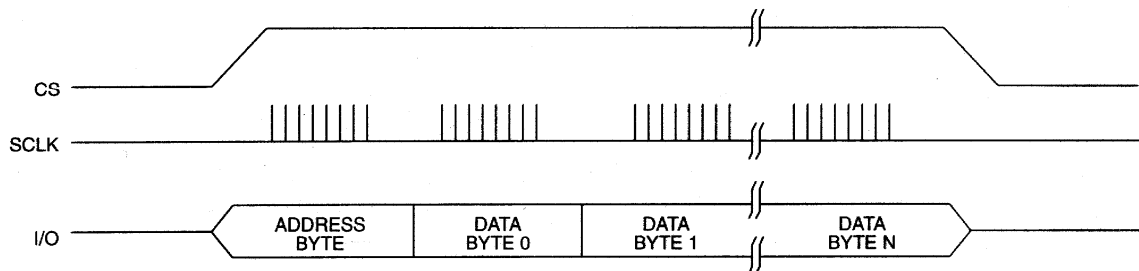 CS
SCLK
I/O
ADDRESS
BYTE
DATA
BYTE 0
DATA
BYTE 1
DATA
BYTE N